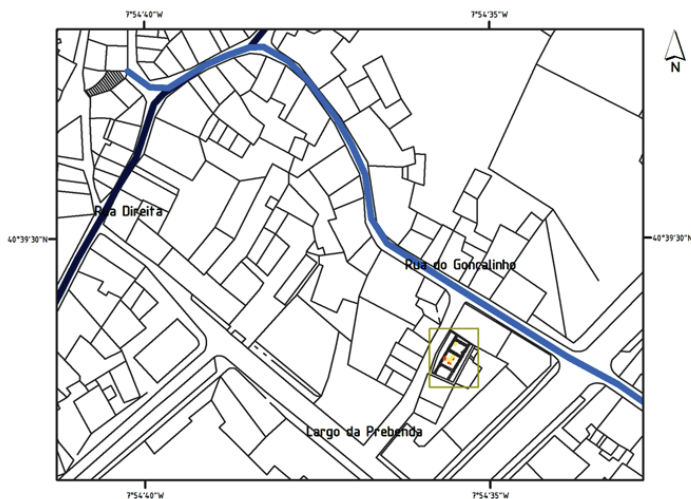 7°54'40"W 7°54'35"W
N
Rua Direita
40°39'30"N 40°39'30"N
Rua do Goncalinho
Largo da Prebenda
7°54'40"W 7°54'35"W